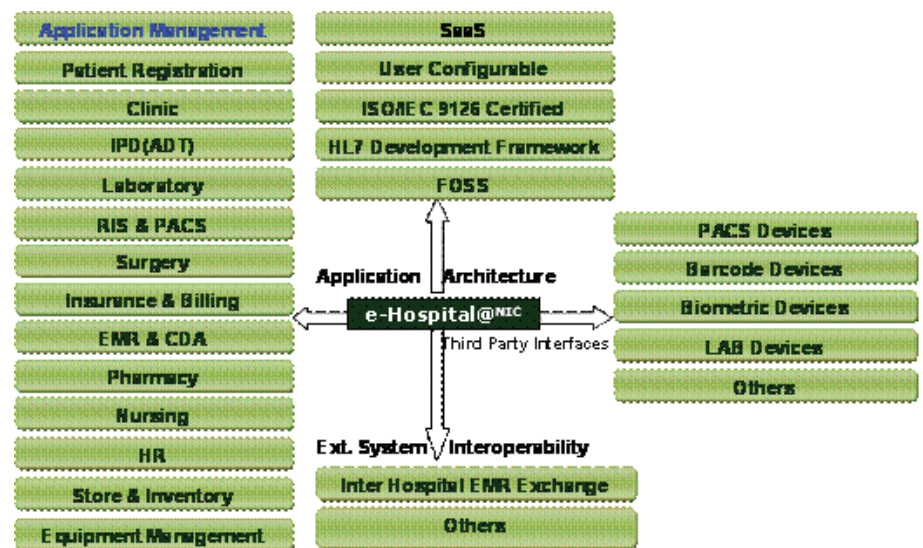 Application Management
Patient Registration
Clinic
IPD(ADT)
Laboratory
RIS & PACS
Surgery
Insurance & Billing
EMR & CDA
Pharmacy
Nursing
HR
Store & Inventory
Equipment Management
SaaS
User Configurable
ISO/IEC 9126 Certified
HL7 Development Framework
FOSS
Application Architecture
e-Hospital@NIC
Third Party Interfaces
PACS Devices
Barcode Devices
Biometric Devices
LAB Devices
Others
Ext. System Interoperability
Inter Hospital EMR Exchange
Others